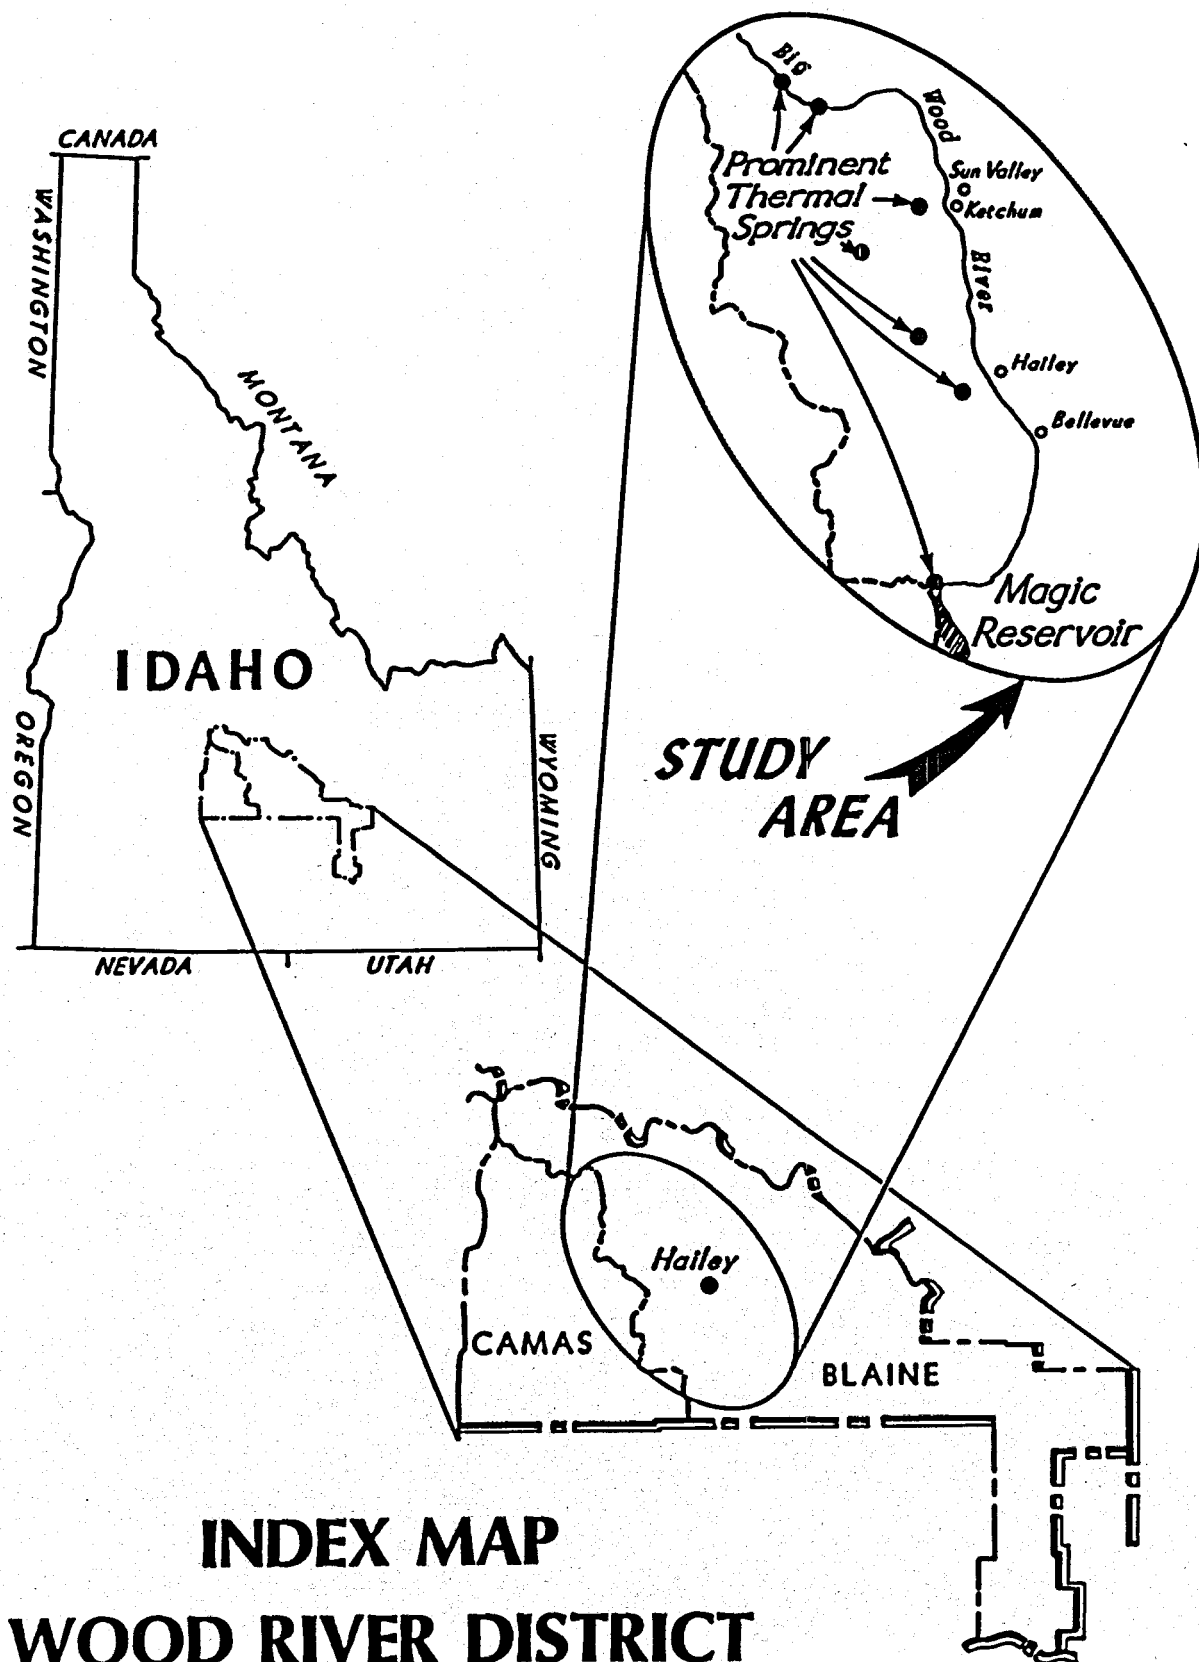 CANADA
WASHINGTON
MONTANA
IDAHO
OREGON
WYOMING
NEVADA
UTAH
Big
Wood
River
Prominent
Thermal
Springs
Sun Valley
Ketchum
Hailey
Bellevue
Magic
Reservoir
STUDY
AREA
Hailey
CAMAS
BLAINE
INDEX MAP
WOOD RIVER DISTRICT